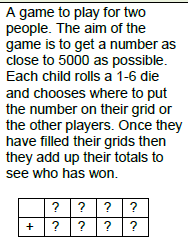 A game to play for two
people. The aim of the
game is to get a number as
close to 5000 as possible.
Each child rolls a 1-6 die
and chooses where to put
the number on their grid or
the other players. Once they
have filled their grids then
they add up their totals to
see who has won.
? ? ? ?
+ ? ? ? ?